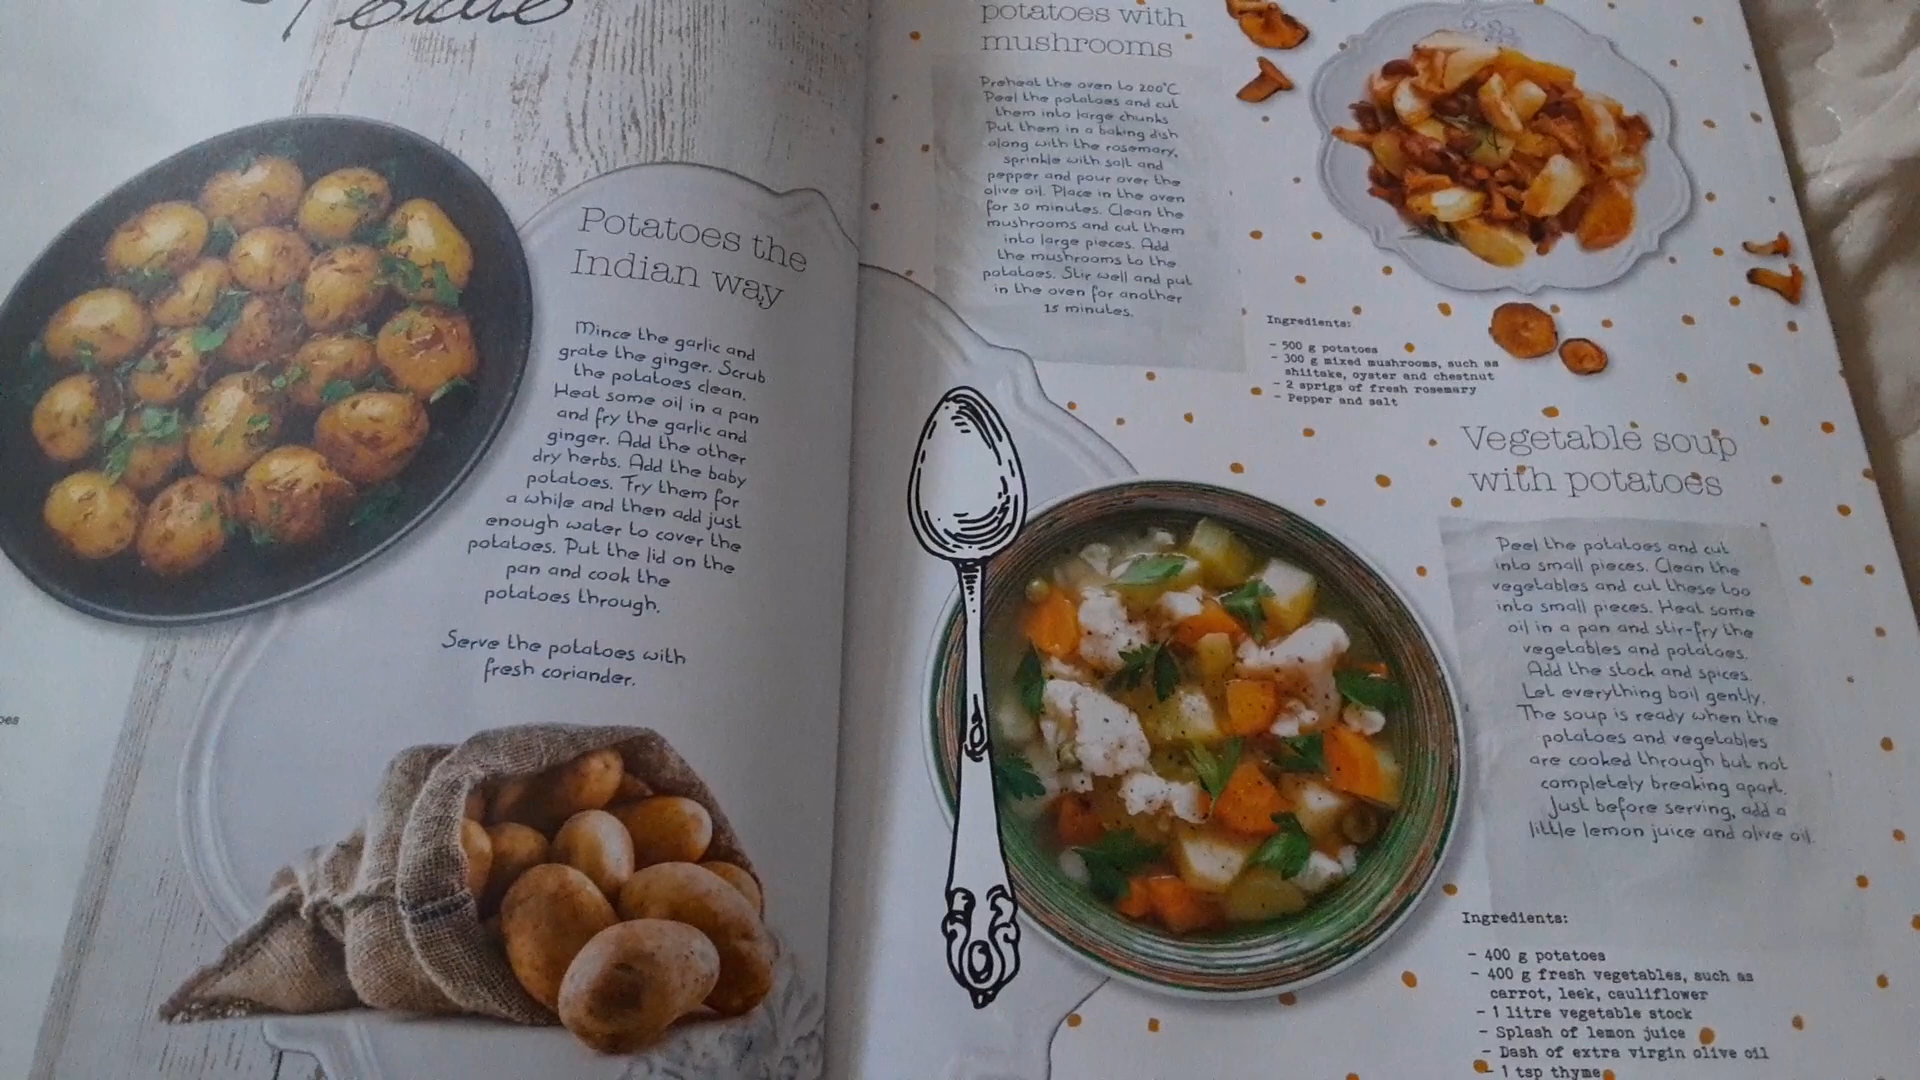 Potatoes the
Indian way
Mince the garlic and
grate the ginger. Scrub
the potatoes clean.
Heat some oil in a pan
and fry the garlic and
ginger. Add the other
dry herbs. Add the baby
potatoes. Fry them for
a while and then add just
enough water to cover the
potatoes. Put the lid on the
pan and cook the
potatoes through.
Serve the potatoes with
fresh coriander.
potatoes with
mushrooms
Preheat the oven to 200°C
Peel the potatoes and cut
them into large chunks
Put them in a baking dish
along with the rosemary,
sprinkle with salt and
pepper and pour over the
olive oil. Place in the oven
for 30 minutes. Clean the
mushrooms and cut them
into large pieces. Add
the mushrooms to the
potatoes. Stir well and put
in the oven for another
15 minutes.
Ingredients:
- 500 g potatoes
- 300 g mixed mushrooms, such as
shiitake, oyster and chestnut
- 2 sprigs of fresh rosemary
- Pepper and salt
Vegetable soup
with potatoes
Peel the potatoes and cut
into small pieces. Clean the
vegetables and cut these too
into small pieces. Heat some
oil in a pan and stir-fry the
vegetables and potatoes.
Add the stock and spices.
Let everything boil gently.
The soup is ready when the
potatoes and vegetables
are cooked through but not
completely breaking apart.
Just before serving, add a
little lemon juice and olive oil.
Ingredients:
- 400 g potatoes
- 400 g fresh vegetables, such as
carrot, leek, cauliflower
- 1 litre vegetable stock
- Splash of lemon juice
- Dash of extra virgin olive oil
- 1 tsp thyme